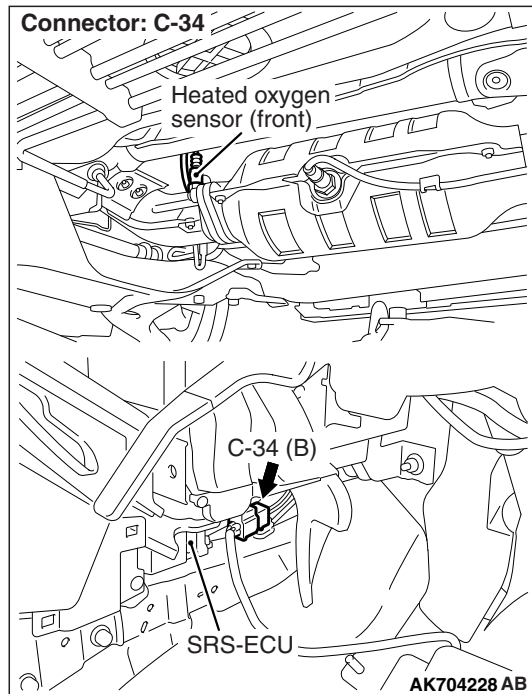 Connector: C-34
Heated oxygen
sensor (front)
C-34 (B)
SRS-ECU
AK704228 AB